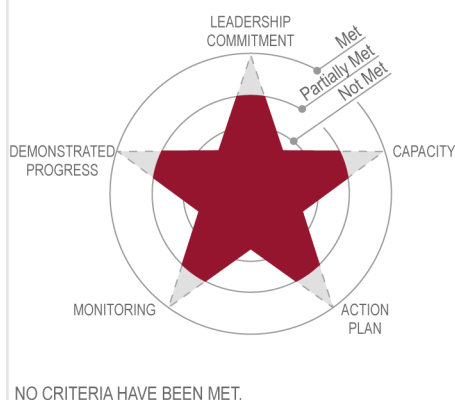 LEADERSHIP
COMMITMENT
Met
Partially Met
Not Met
DEMONSTRATED
PROGRESS
CAPACITY
MONITORING
ACTION
PLAN
NO CRITERIA HAVE BEEN MET.